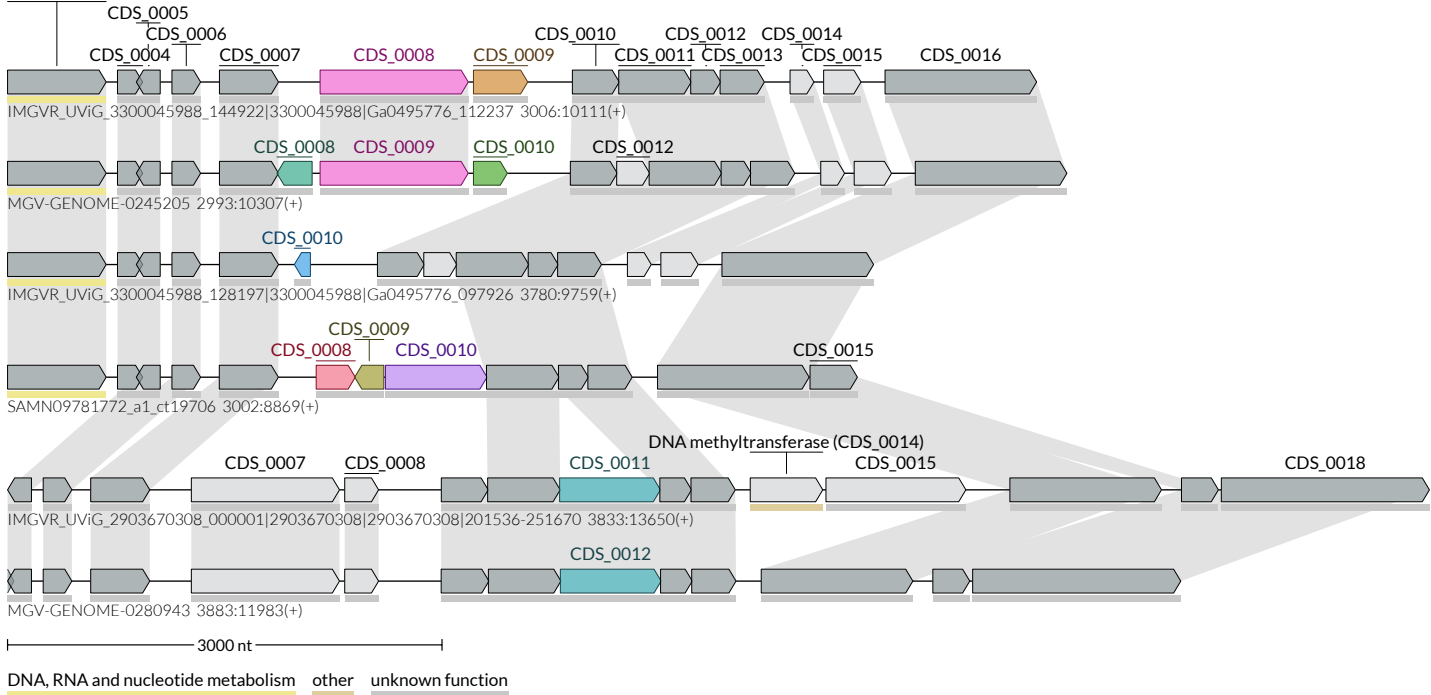 CDS_0005
CDS_0006 CDS_0010 CDS_0012 CDS_0014
CDS_0004 CDS_0007 CDS_0008 CDS_0009 CDS_0011 CDS_0013 CDS_0015 CDS_0016
IMGVR_UViG_3300045988_144922|3300045988|Ga0495776_112237 3006:10111(+)
CDS_0008 CDS_0009 CDS_0010 CDS_0012
MGV-GENOME-0245205 2993:10307(+)
CDS_0010
IMGVR_UViG_3300045988_128197|3300045988|Ga0495776_097926 3780:9759(+)
CDS_0009
CDS_0008 CDS_0010 CDS_0015
SAMN09781772_a1_ct19706 3002:8869(+)
DNA methyltransferase (CDS_0014)
CDS_0007 CDS_0008 CDS_0011 CDS_0015 CDS_0018
IMGVR_UViG_2903670308_000001|2903670308|2903670308|201536-251670 3833:13650(+)
CDS_0012
MGV-GENOME-0280943 3883:11983(+)
3000 nt
DNA, RNA and nucleotide metabolism other unknown function